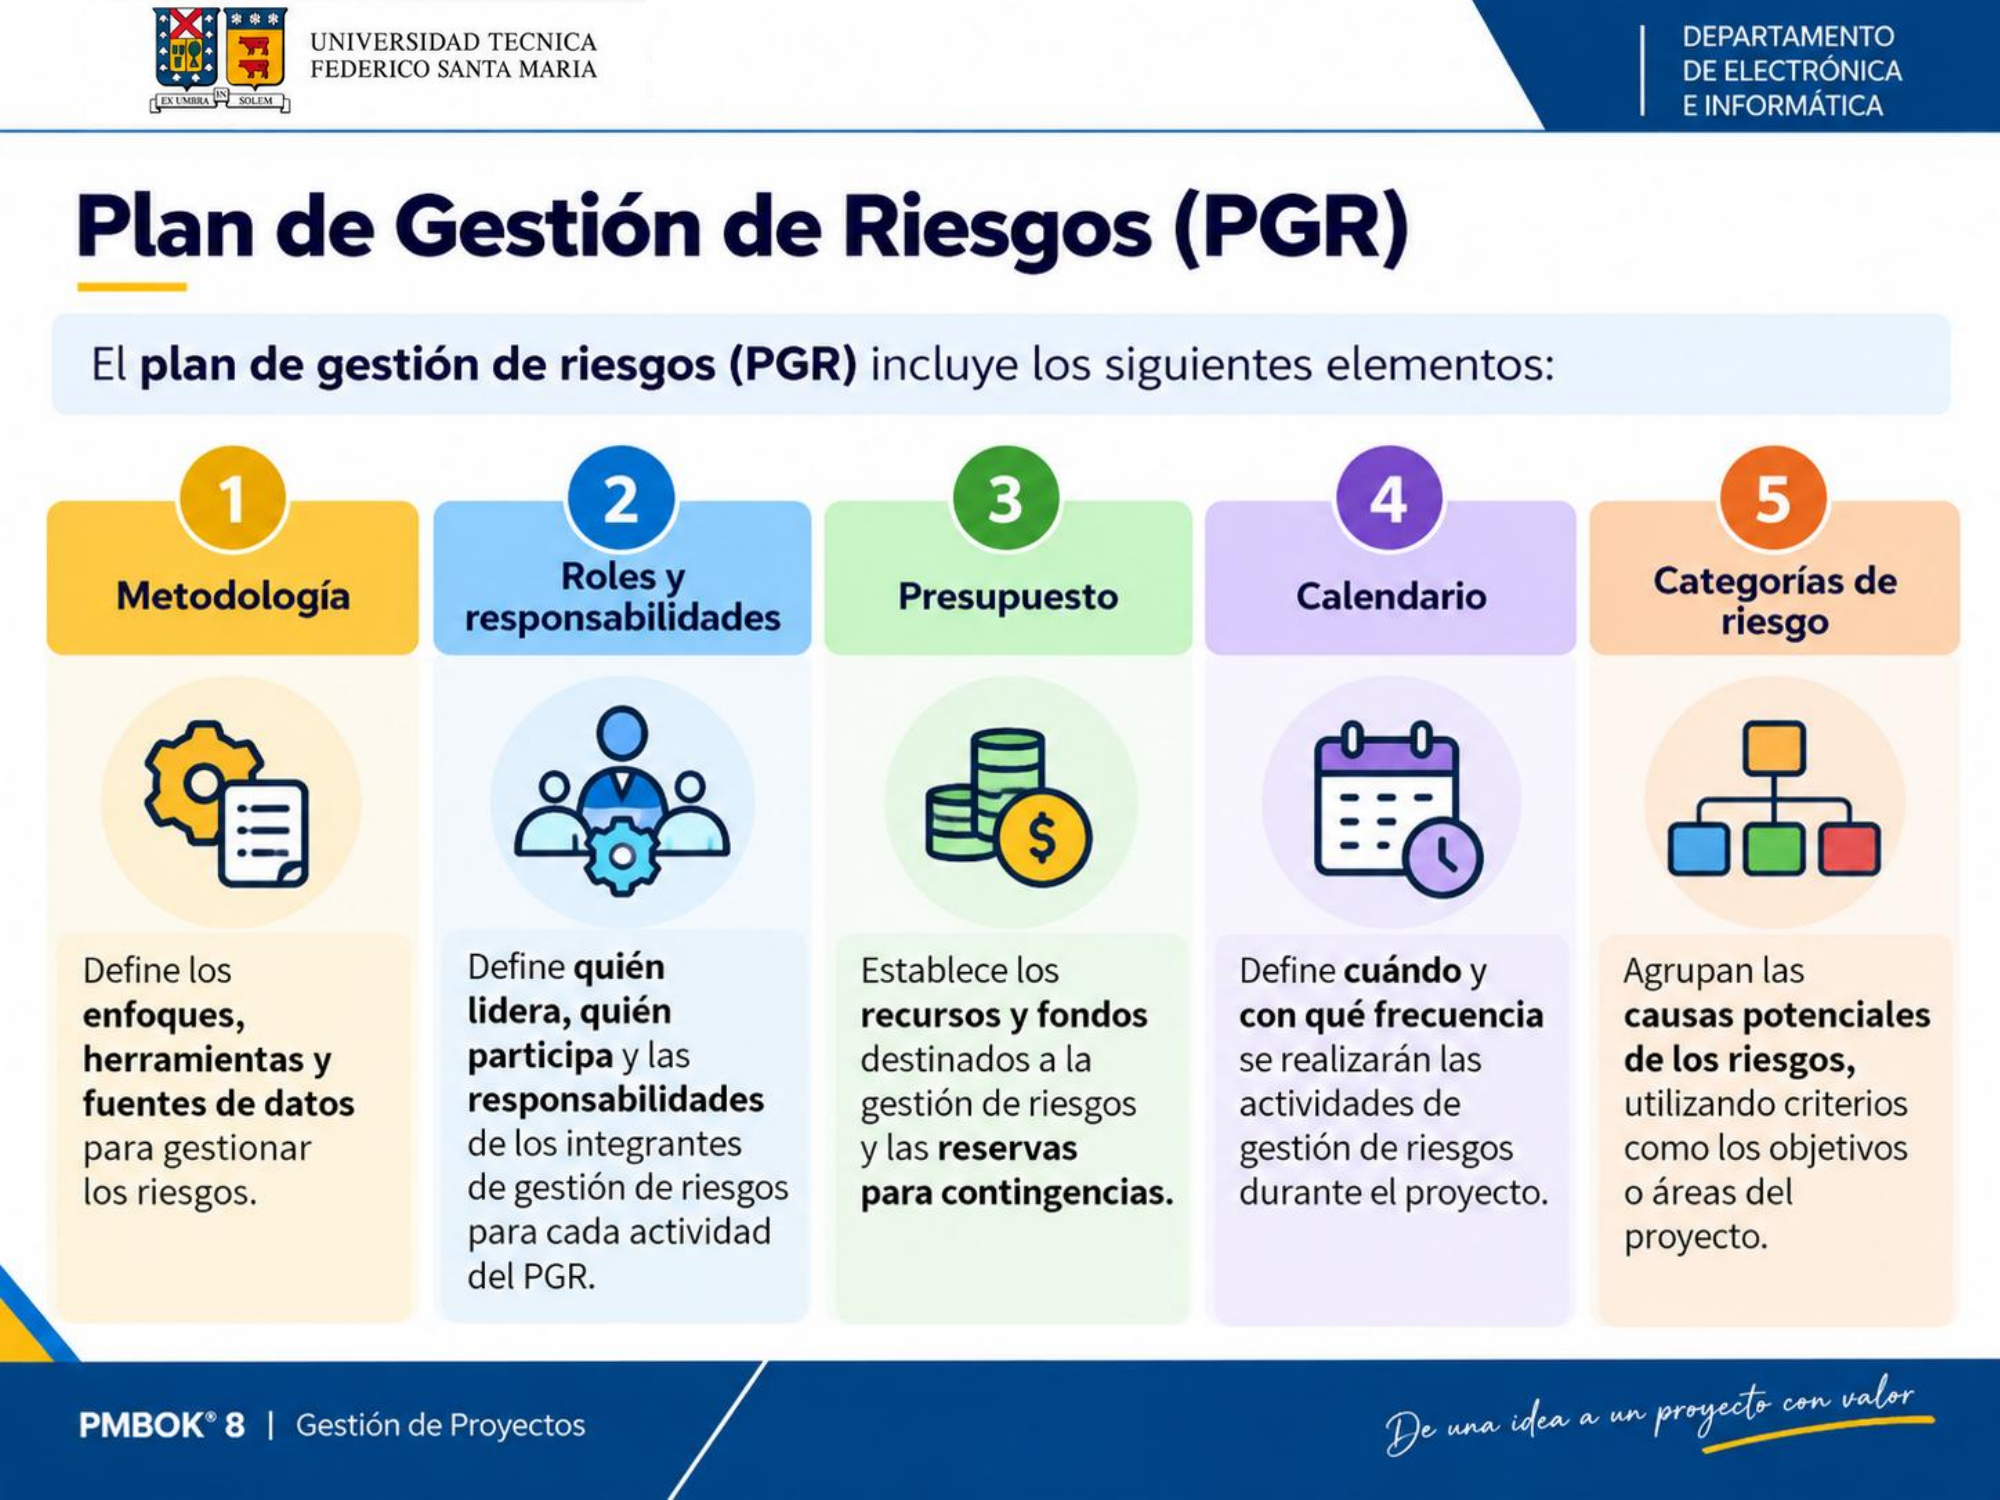 UNIVERSIDAD TECNICA
FEDERICO SANTA MARIA
EX UMBRA IN SOLEM
DEPARTAMENTO
DE ELECTRÓNICA
E INFORMÁTICA
Plan de Gestión de Riesgos (PGR)
El plan de gestión de riesgos (PGR) incluye los siguientes elementos:
1
Metodología
Define los
enfoques,
herramientas y
fuentes de datos
para gestionar
los riesgos.
2
Roles y
responsabilidades
Define quién
lidera, quién
participa y las
responsabilidades
de los integrantes
de gestión de riesgos
para cada actividad
del PGR.
3
Presupuesto
$
Establece los
recursos y fondos
destinados a la
gestión de riesgos
y las reservas
para contingencias.
4
Calendario
Define cuándo y
con qué frecuencia
se realizarán las
actividades de
gestión de riesgos
durante el proyecto.
5
Categorías de
riesgo
Agrupan las
causas potenciales
de los riesgos,
utilizando criterios
como los objetivos
o áreas del
proyecto.
PMBOK® 8 | Gestión de Proyectos
De una idea a un proyecto con valor